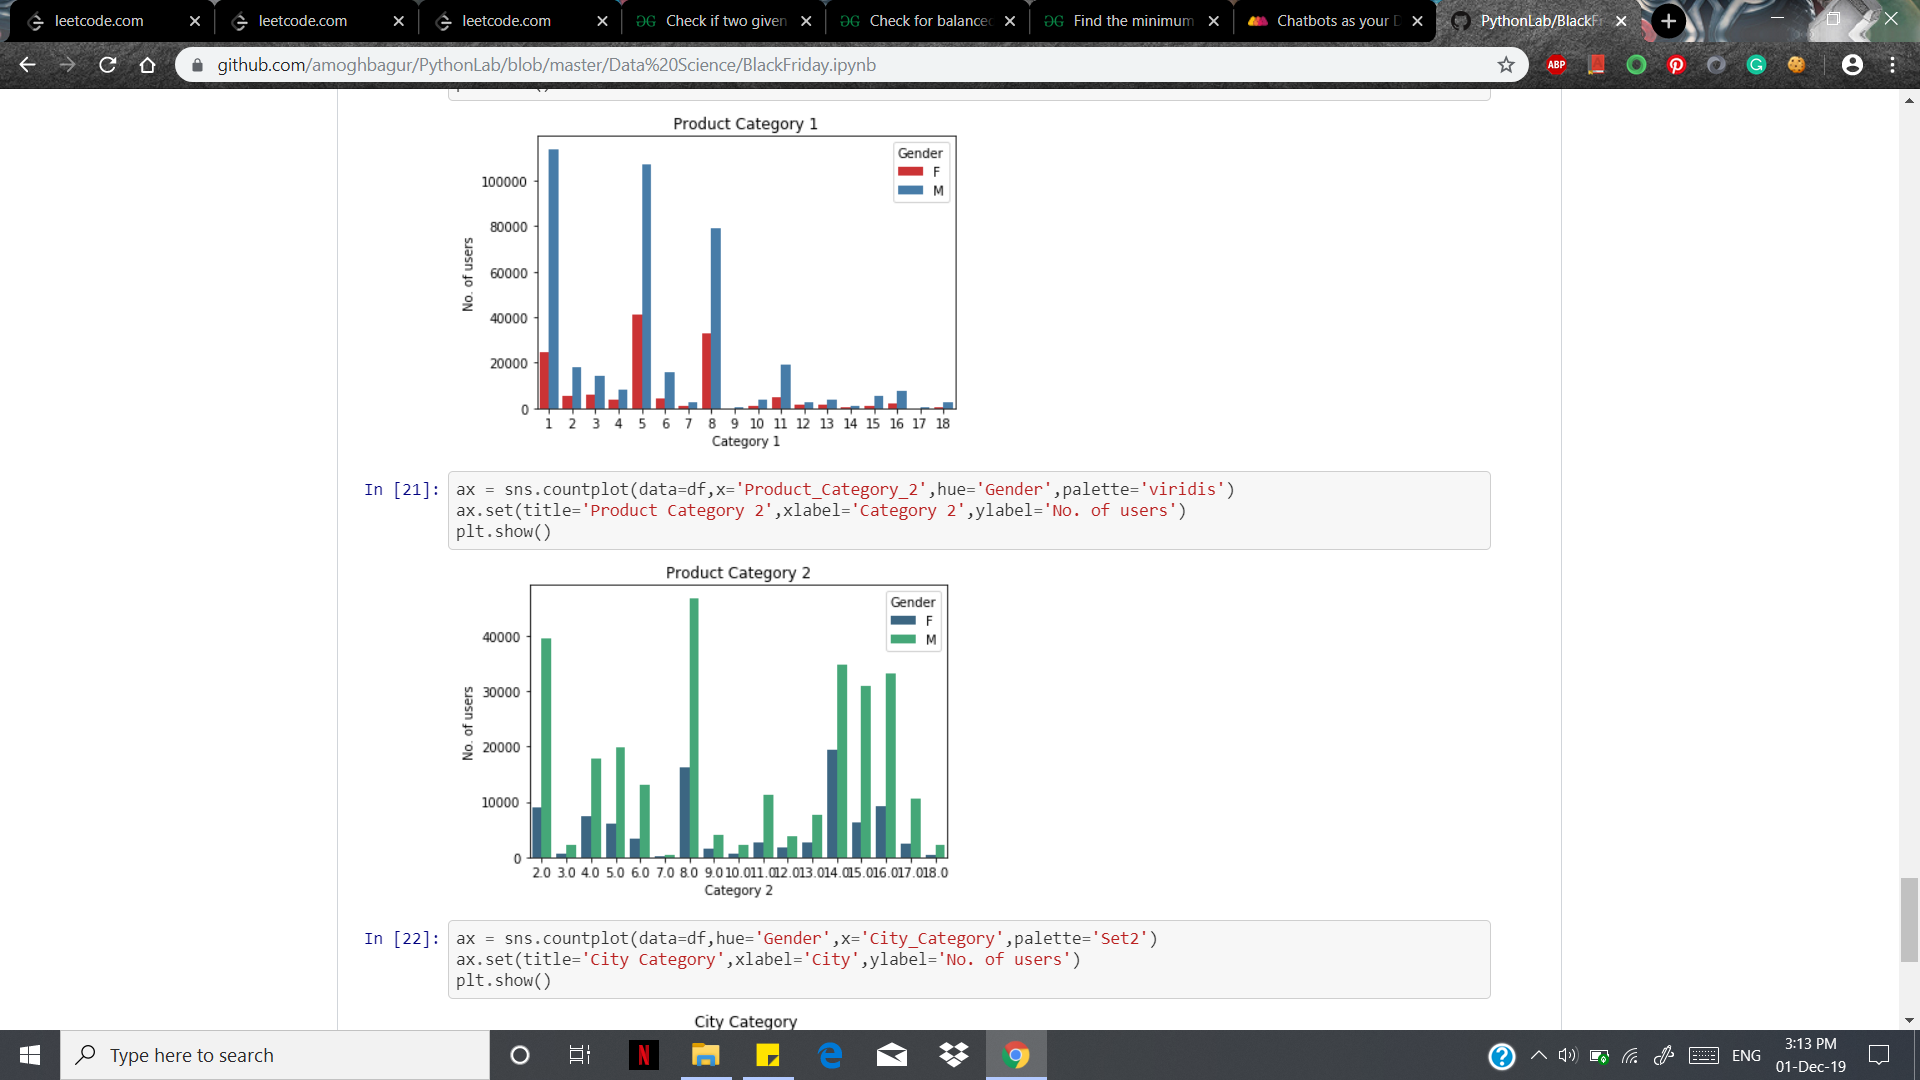 leetcode.com
leetcode.com
leetcode.com
Check if two given
Check for balanced
Find the minimum
Chatbots as your D
PythonLab/BlackFr
github.com/amoghbagur/PythonLab/blob/master/Data%20Science/BlackFriday.ipynb
ABP
Product Category 1
Gender
F
M
100000
80000
60000
40000
20000
0
No. of users
1 2 3 4 5 6 7 8 9 10 11 12 13 14 15 16 17 18
Category 1
In [21]:
ax = sns.countplot(data=df,x='Product_Category_2',hue='Gender',palette='viridis')
ax.set(title='Product Category 2',xlabel='Category 2',ylabel='No. of users')
plt.show()
Product Category 2
Gender
F
M
40000
30000
20000
10000
0
No. of users
2.0 3.0 4.0 5.0 6.0 7.0 8.0 9.0 10.0 11.0 12.0 13.0 14.0 15.0 16.0 17.0 18.0
Category 2
In [22]:
ax = sns.countplot(data=df,hue='Gender',x='City_Category',palette='Set2')
ax.set(title='City Category',xlabel='City',ylabel='No. of users')
plt.show()
City Category
Type here to search
N
ENG
3:13 PM
01-Dec-19